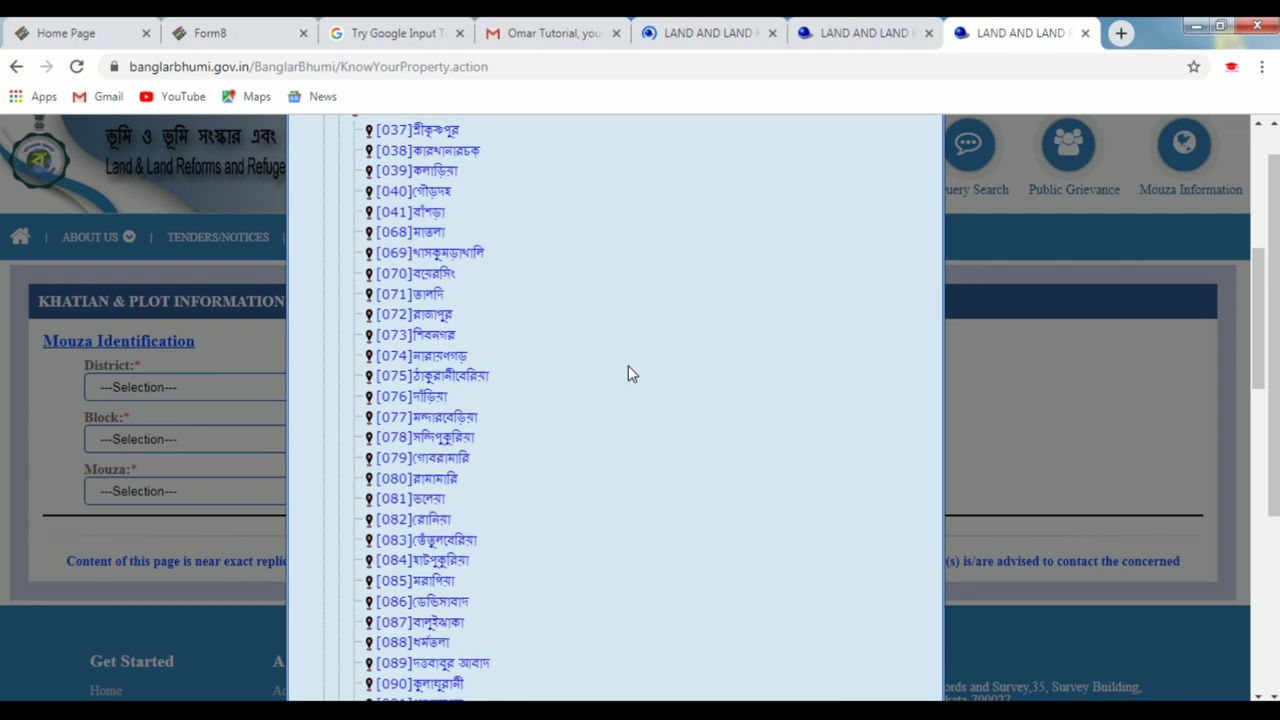 Home Page
Form8
Try Google Input T
Omar Tutorial, you
LAND AND LAND
LAND AND LAND
LAND AND LAND
banglarbhumi.gov.in/BanglarBhumi/KnowYourProperty.action
Apps
Gmail
YouTube
Maps
News
ভূমি ও ভূমি সংস্কার এবং
Land & Land Reforms and Refuge
uery Search
Public Grievance
Mouza Information
ABOUT US
TENDERS/NOTICES
KHATIAN & PLOT INFORMATION
Mouza Identification
District:*
---Selection---
Block:*
---Selection---
Mouza:*
---Selection---
[037]শ্রীকৃষ্ণপুর
[038]কারখানারচক্
[039]কলাড়িয়া
[040]গৌড়দহ
[041]বাঁশড়া
[068]মাতলা
[069]খাসকুমড়াখালি
[070]বয়েরসিং
[071]তালদি
[072]রাজাপুর
[073]শিবনগর
[074]নারায়ণগড়
[075]ঠাকুরানীবেরিয়া
[076]দাঁড়িয়া
[077]মন্দারবেড়িয়া
[078]সন্দিপুকুরিয়া
[079]গোবরামারি
[080]রামামারি
[081]ভলেয়া
[082]রোনিয়া
[083]তেঁতুলবেরিয়া
[084]হাটপুকুরিয়া
[085]মরাপিয়া
[086]ডেভিসাবাদ
[087]বালুইঝাকা
[088]ধর্মতলা
[089]দত্তবাবুর আবাদ
[090]কুলাযুরানী
Content of this page is near exact replic
(s) is/are advised to contact the concerned
Get Started
Home
ords and Survey,35, Survey Building,